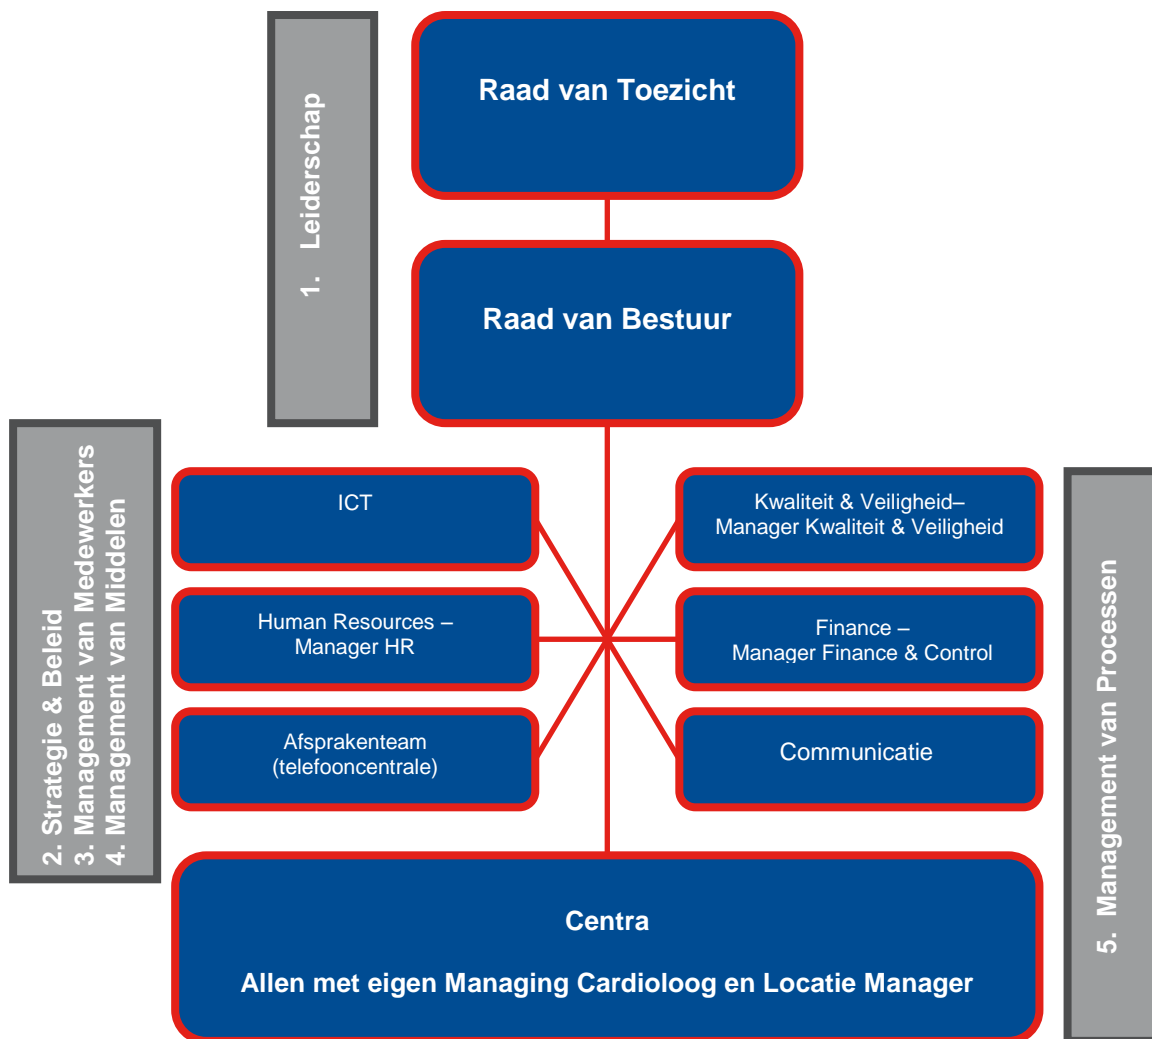 1. Leiderschap
Raad van Toezicht
Raad van Bestuur
2. Strategie & Beleid
3. Management van Medewerkers
4. Management van Middelen
ICT
Kwaliteit & Veiligheid–
Manager Kwaliteit & Veiligheid
Human Resources –
Manager HR
Finance –
Manager Finance & Control
Afsprakenteam
(telefooncentrale)
Communicatie
5. Management van Processen
Centra
Allen met eigen Managing Cardioloog en Locatie Manager